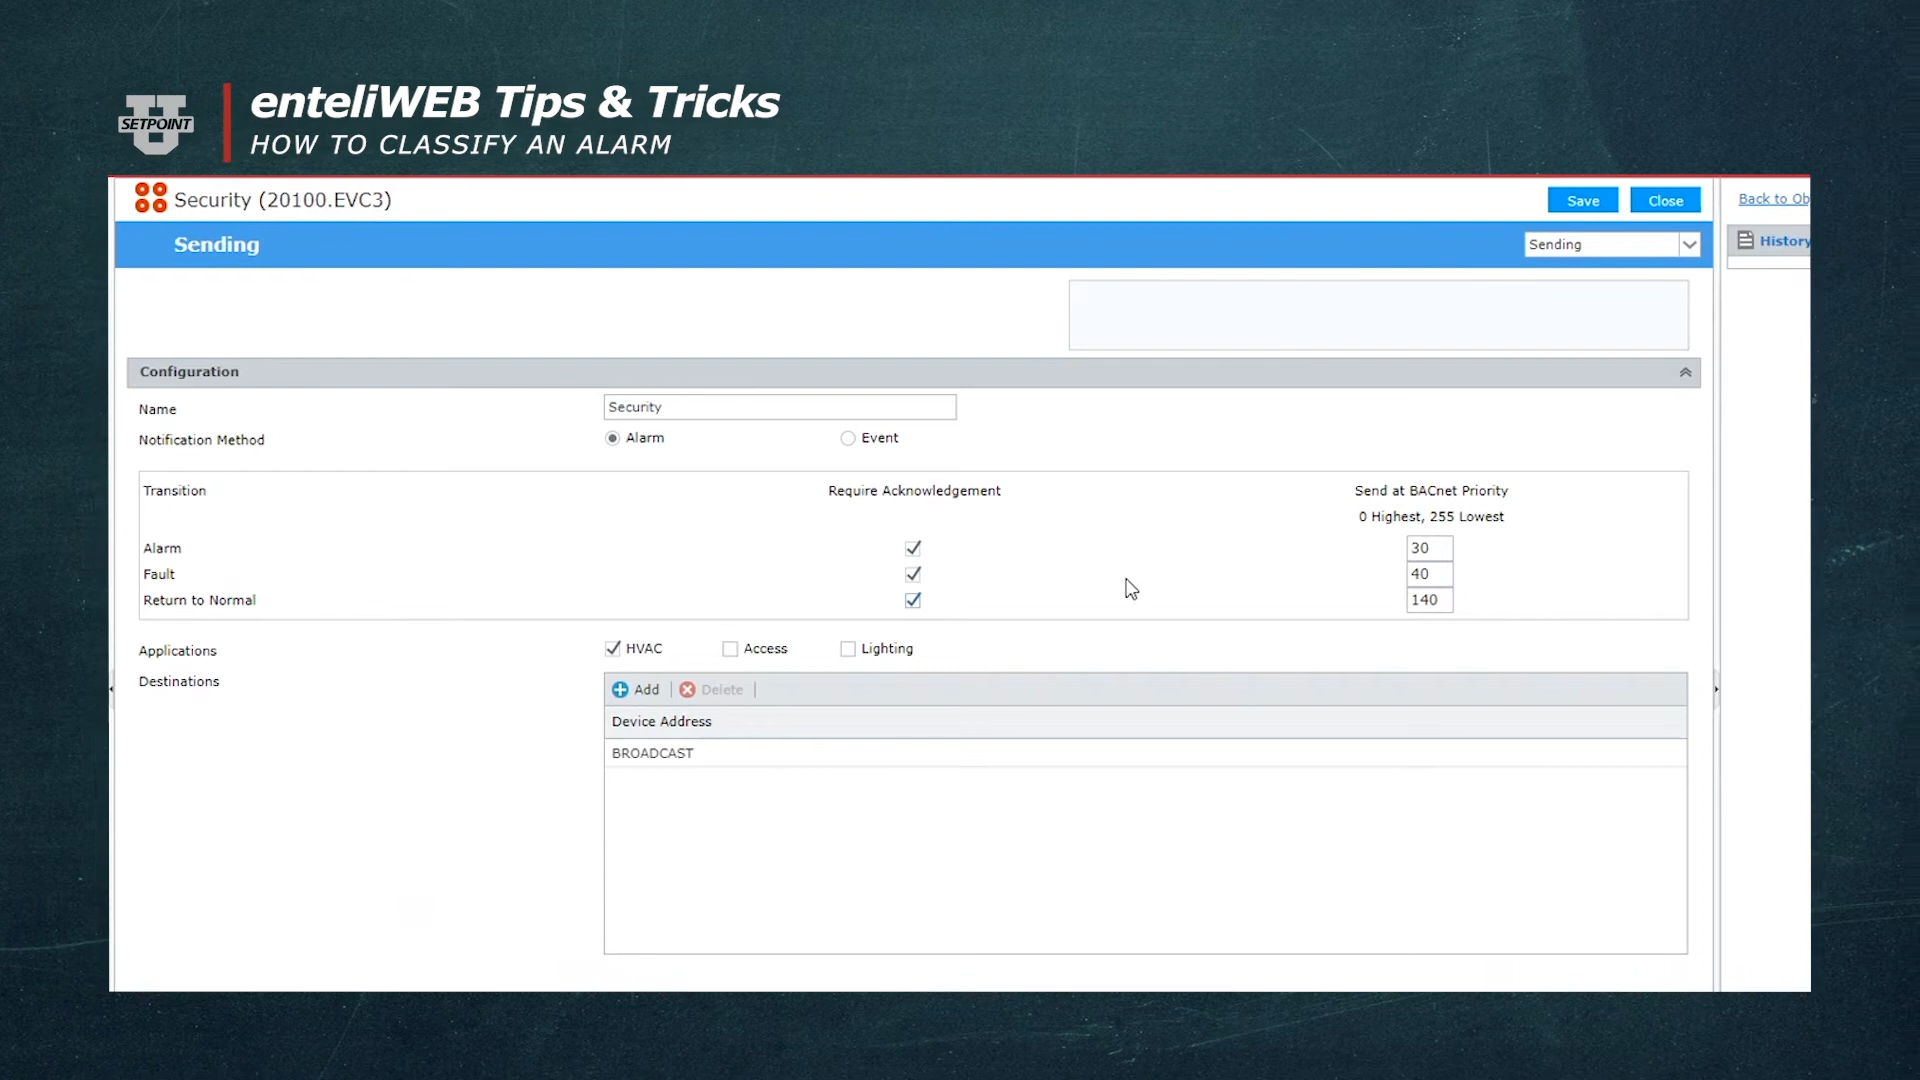 SETPOINT
U
enteliWEB Tips & Tricks
HOW TO CLASSIFY AN ALARM
Security (20100.EVC3)
Save
Close
Back to Ob
Sending
Sending
History
Configuration
Name
Security
Notification Method
Alarm
Event
Transition
Require Acknowledgement
Send at BACnet Priority
0 Highest, 255 Lowest
Alarm
30
Fault
40
Return to Normal
140
Applications
HVAC
Access
Lighting
Destinations
Add
Delete
Device Address
BROADCAST